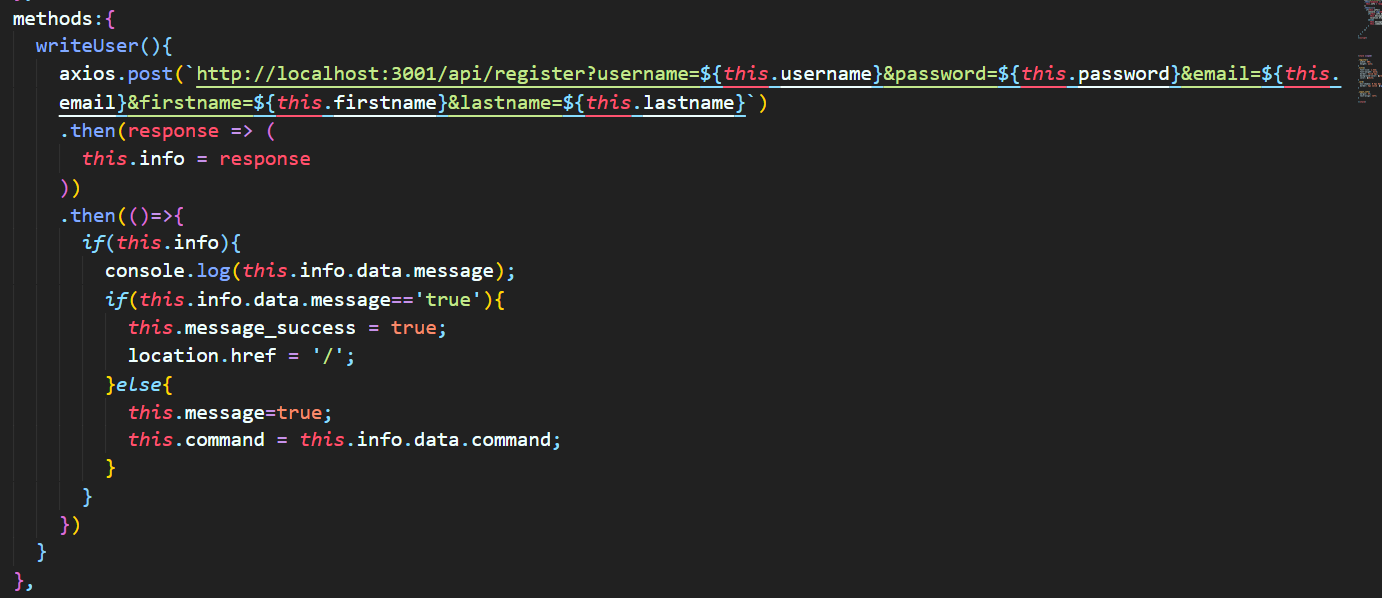 methods:{
writeUser(){
axios.post(`http://localhost:3001/api/register?username=${this.username}&password=${this.password}&email=${this.
email}&firstname=${this.firstname}&lastname=${this.lastname}`)
.then(response => (
this.info = response
))
.then(()=>{
if(this.info){
console.log(this.info.data.message);
if(this.info.data.message=='true'){
this.message_success = true;
location.href = '/';
}else{
this.message=true;
this.command = this.info.data.command;
}
}
})
}
},